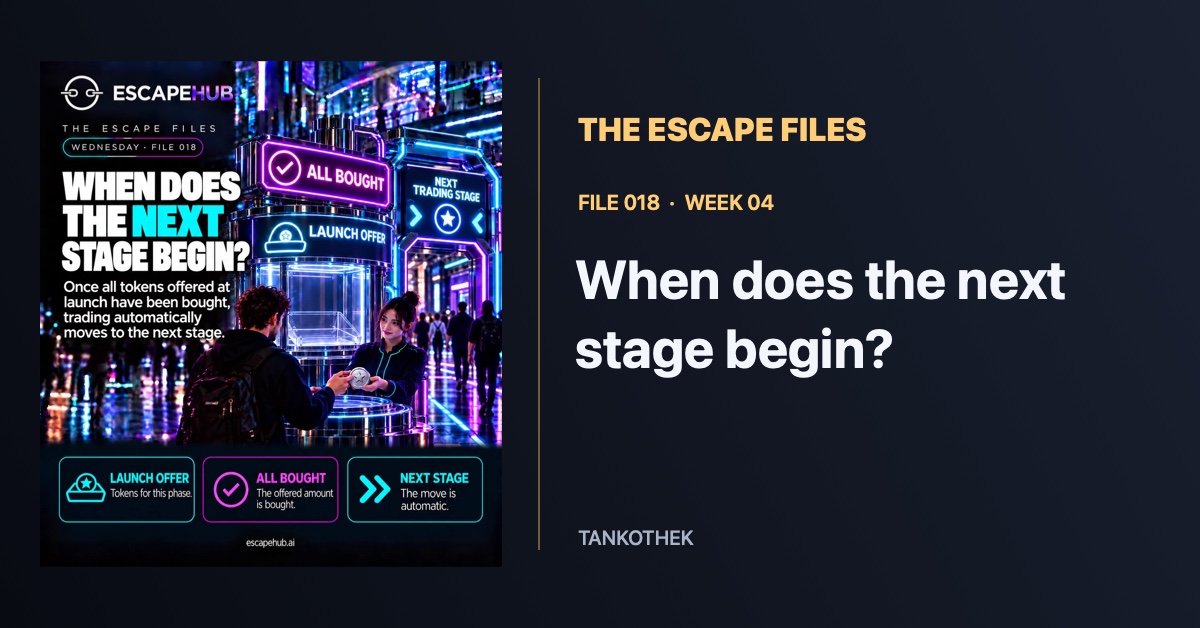 ESCAPEHUB
THE ESCAPE FILES
WEDNESDAY · FILE 018
WHEN DOES
THE NEXT
STAGE BEGIN?
Once all tokens offered at
launch have been bought,
trading automatically
moves to the next stage.
ALL BOUGHT
LAUNCH OFFER
NEXT
TRADING STAGE
LAUNCH OFFER
Tokens for this phase.
ALL BOUGHT
The offered amount
is bought.
NEXT STAGE
The move is
automatic.
escapehub.ai
THE ESCAPE FILES
FILE 018 · WEEK 04
When does the next
stage begin?
TANKOTHEK